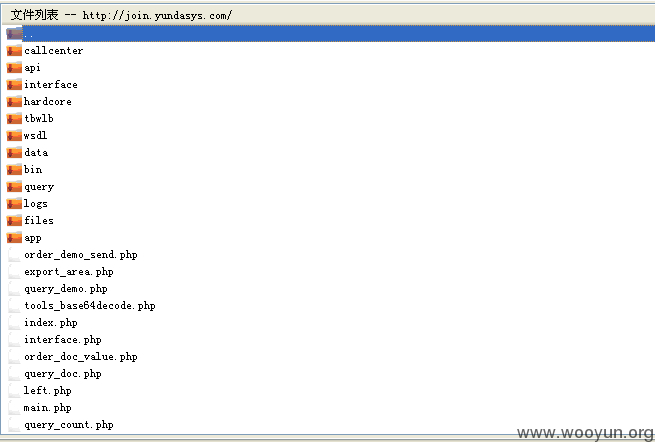 文件列表 -- http://join.yundasys.com/
..
callcenter
api
interface
hardcore
tbwlb
wsdl
data
bin
query
logs
files
app
order_demo_send.php
export_area.php
query_demo.php
tools_base64decode.php
index.php
interface.php
order_doc_value.php
query_doc.php
left.php
main.php
query_count.php
www.wooyun.org